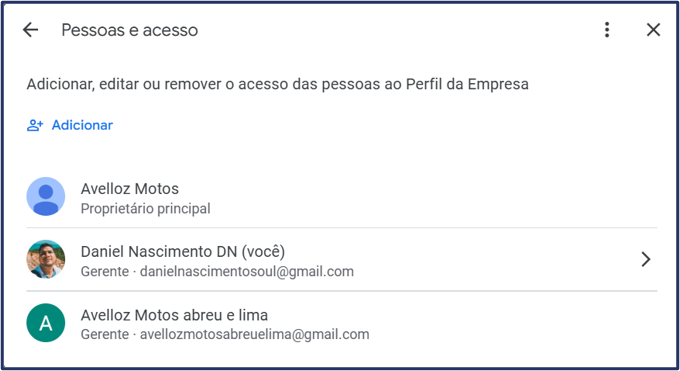 Pessoas e acesso
Adicionar, editar ou remover o acesso das pessoas ao Perfil da Empresa
Adicionar
Avelloz Motos
Proprietário principal
Daniel Nascimento DN (você)
Gerente · danielnascimentosoul@gmail.com
A
Avelloz Motos abreu e lima
Gerente · avellozmotosabreuelima@gmail.com